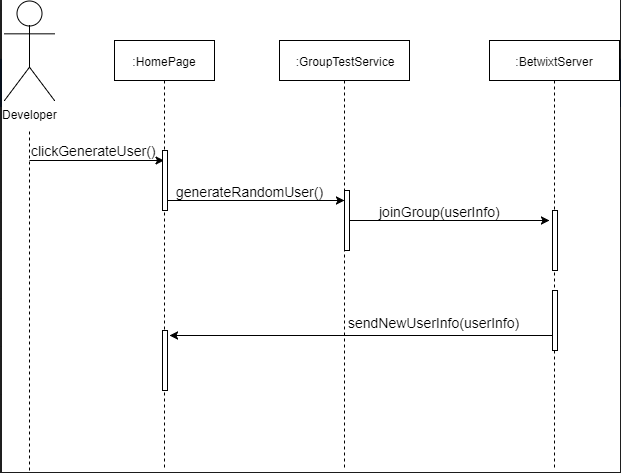 :HomePage
:GroupTestService
:BetwixtServer
Developer
clickGenerateUser()
generateRandomUser()
joinGroup(userInfo)
sendNewUserInfo(userInfo)